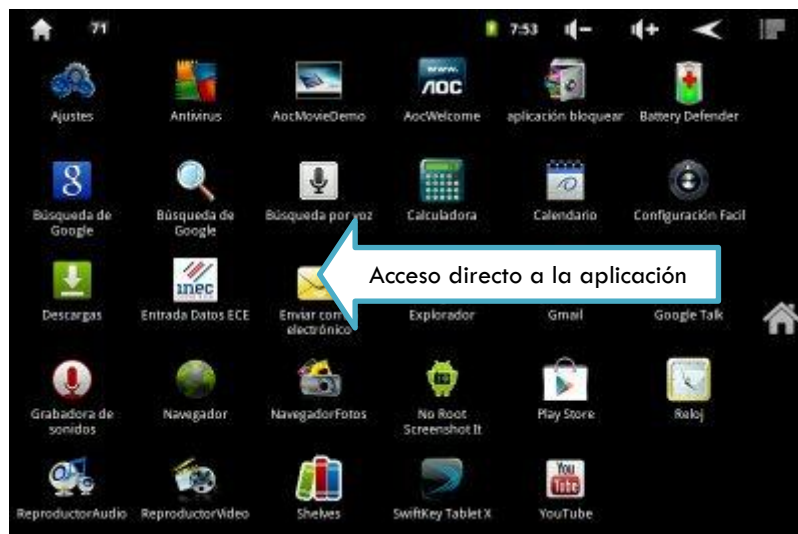 71
7:53
Ajustes
Antivirus
AocMovieDemo
www.
AOC
AocWelcome
aplicación bloquear
Battery Defender
8
Búsqueda de
Google
Búsqueda de
Google
Búsqueda por voz
Calculadora
Calendario
Configuración Facil
Acceso directo a la aplicación
Descargas
inec
Entrada Datos ECE
Enviar
electrónico
Explorador
Gmail
Google Talk
Grabadora de
sonidos
Navegador
NavegadorFotos
No Root
Screenshot It
Play Store
Reloj
ReproductorAudio
ReproductorVideo
Shelves
SwiftKey Tablet X
You
Tube
YouTube